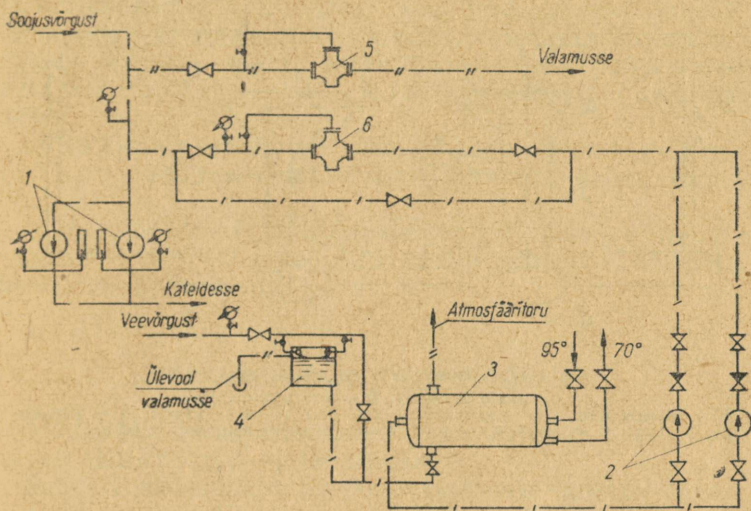 Soojusvõrgust
5
Valamusse
6
1
Kateldesse
Veevõrgust
Atmosfääritoru
95°
70°
3
Ülevool
valamusse
4
2